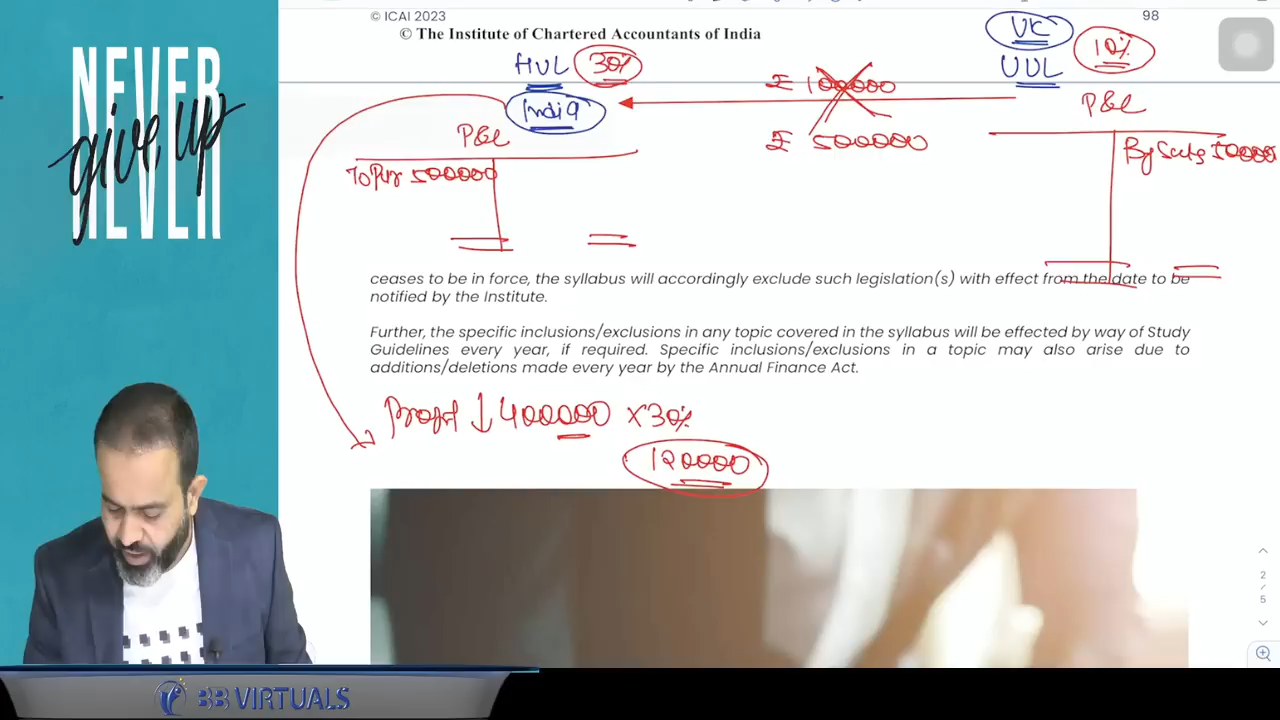 © ICAI 2023
98
© The Institute of Chartered Accountants of India
NEVER
give up
NEVER
HUL 30%
India
UK 10%
UUL
₤ 100000
₤ 500000
P&L
To Pur 500000
P&L
By Sales 50000
ceases to be in force, the syllabus will accordingly exclude such legislation(s) with effect from the date to be
notified by the Institute.
Further, the specific inclusions/exclusions in any topic covered in the syllabus will be effected by way of Study
Guidelines every year, if required. Specific inclusions/exclusions in a topic may also arise due to
additions/deletions made every year by the Annual Finance Act.
Profit ↓ 400000 x 30%
120000
2
/
5
BB VIRTUALS